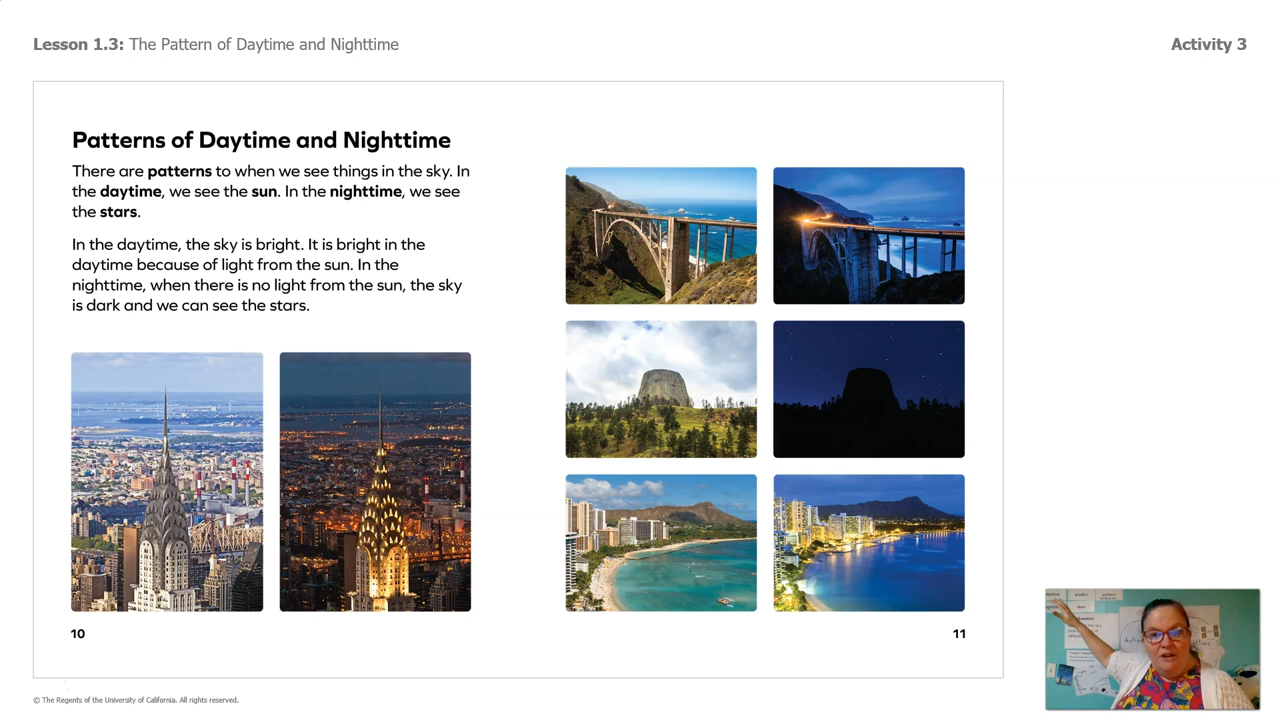 Lesson 1.3: The Pattern of Daytime and Nighttime
Activity 3
Patterns of Daytime and Nighttime
There are patterns to when we see things in the sky. In
the daytime, we see the sun. In the nighttime, we see
the stars.
In the daytime, the sky is bright. It is bright in the
daytime because of light from the sun. In the
nighttime, when there is no light from the sun, the sky
is dark and we can see the stars.
10
11
predict
Question
© The Regents of the University of California. All rights reserved.